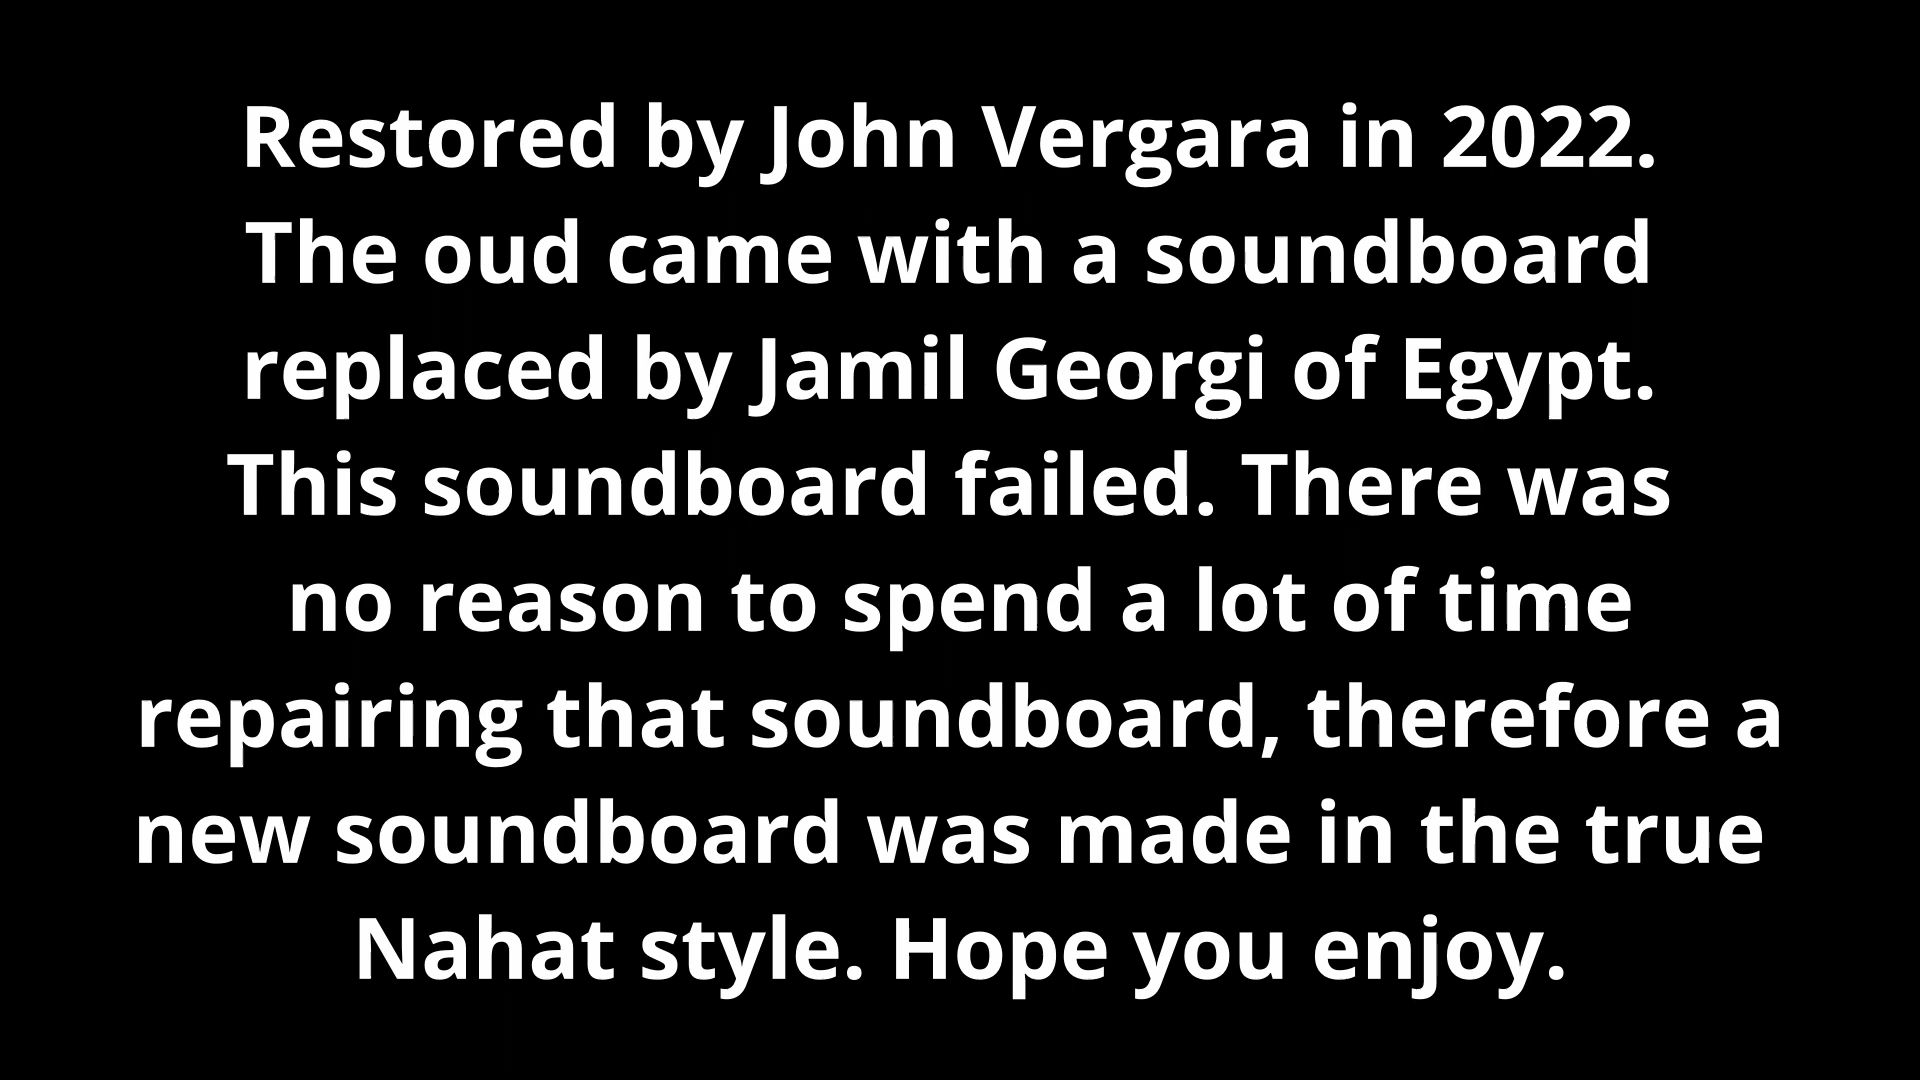 Restored by John Vergara in 2022.
The oud came with a soundboard
replaced by Jamil Georgi of Egypt.
This soundboard failed. There was
no reason to spend a lot of time
repairing that soundboard, therefore a
new soundboard was made in the true
Nahat style. Hope you enjoy.